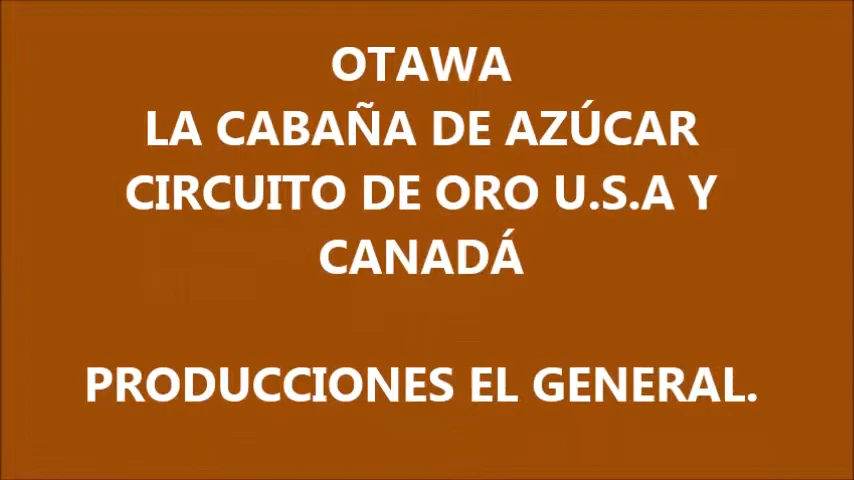 OTAWA
LA CABAÑA DE AZÚCAR
CIRCUITO DE ORO U.S.A Y
CANADÁ
PRODUCCIONES EL GENERAL.